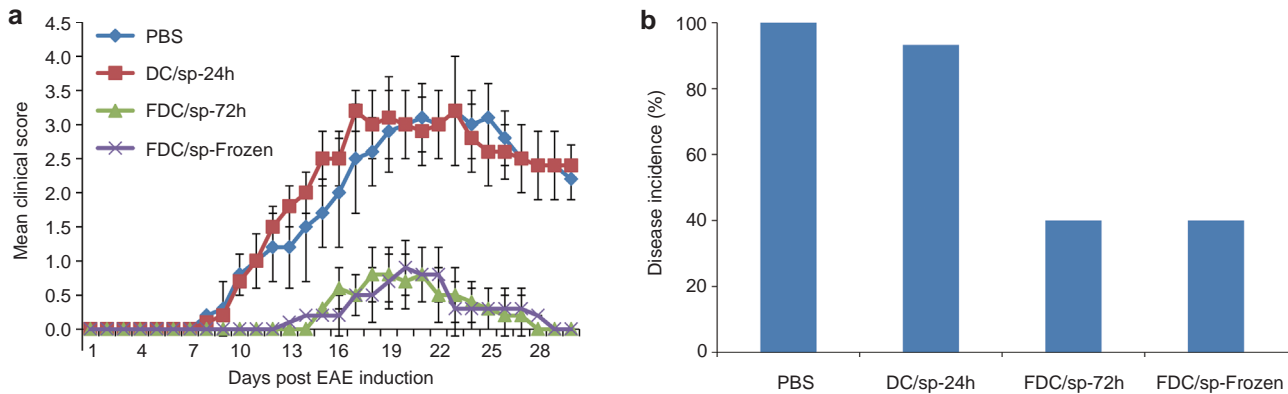 a
4.5
4.0
3.5
3.0
2.5
2.0
1.5
1.0
0.5
0.0
Mean clinical score
PBS
DC/sp-24h
FDC/sp-72h
FDC/sp-Frozen
1 4 7 10 13 16 19 22 25 28
Days post EAE induction
b
100
80
60
40
20
0
Disease incidence (%)
PBS DC/sp-24h FDC/sp-72h FDC/sp-Frozen